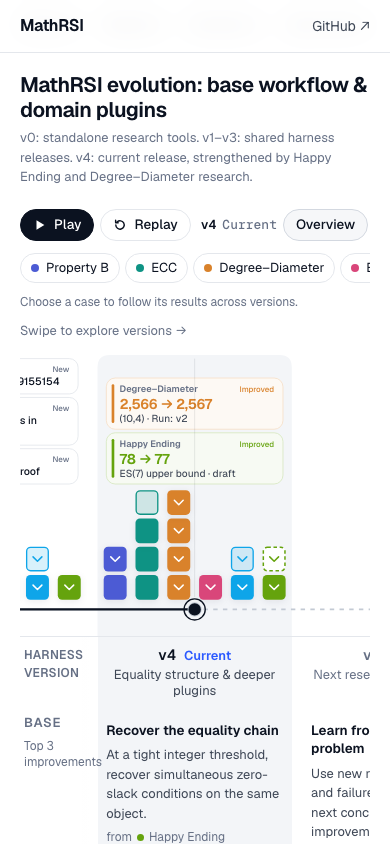 MathRSI
GitHub ↗
MathRSI evolution: base workflow &
domain plugins
v0: standalone research tools. v1–v3: shared harness
releases. v4: current release, strengthened by Happy
Ending and Degree–Diameter research.
Play
Replay
v4 Current
Overview
Property B
ECC
Degree–Diameter
Choose a case to follow its results across versions.
Swipe to explore versions →
New
9155154
New
s in
New
roof
Degree–Diameter
Improved
2,566 → 2,567
(10,4) · Run: v2
Happy Ending
Improved
78 → 77
ES(7) upper bound · draft
HARNESS
VERSION
v4 Current
Equality structure & deeper
plugins
v
Next rese
BASE
Top 3
improvements
Recover the equality chain
At a tight integer threshold,
recover simultaneous zero-
slack conditions on the same
object.
from Happy Ending
Learn fro
problem
Use new r
and failure
next conc
improvem